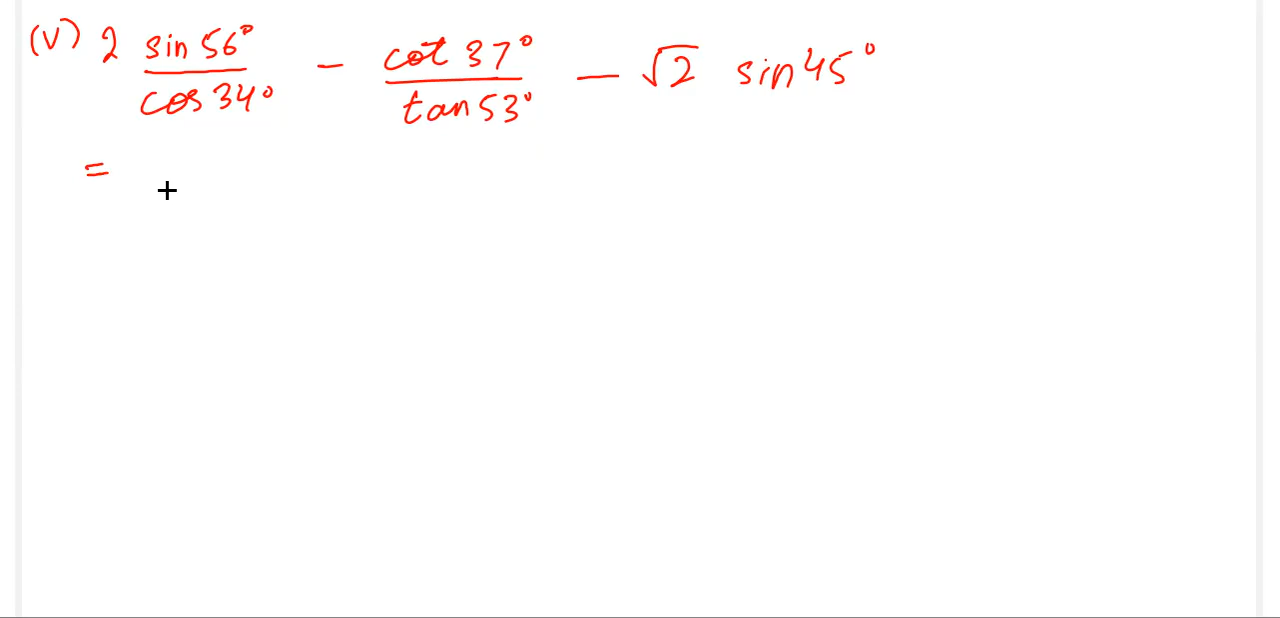 (v) 2 sin 56° / cos 34° − cot 37° / tan 53° − √2 sin 45°
=